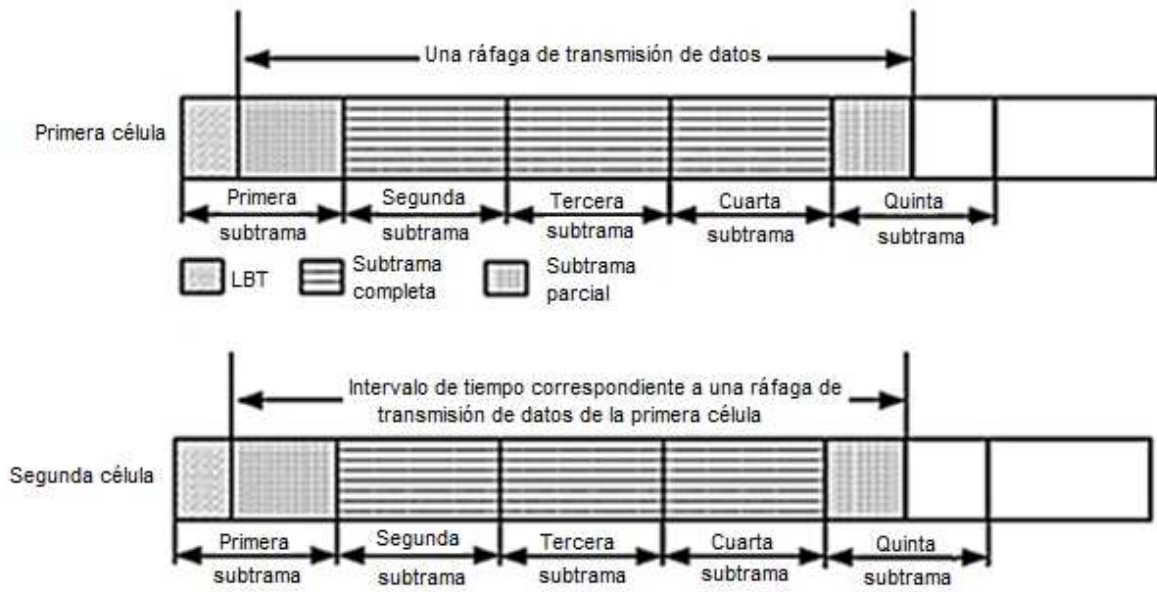 Una ráfaga de transmisión de datos
Primera célula
Primera subtrama
Segunda subtrama
Tercera subtrama
Cuarta subtrama
Quinta subtrama
LBT
Subtrama completa
Subtrama parcial
Intervalo de tiempo correspondiente a una ráfaga de
transmisión de datos de la primera célula
Segunda célula
Primera subtrama
Segunda subtrama
Tercera subtrama
Cuarta subtrama
Quinta subtrama